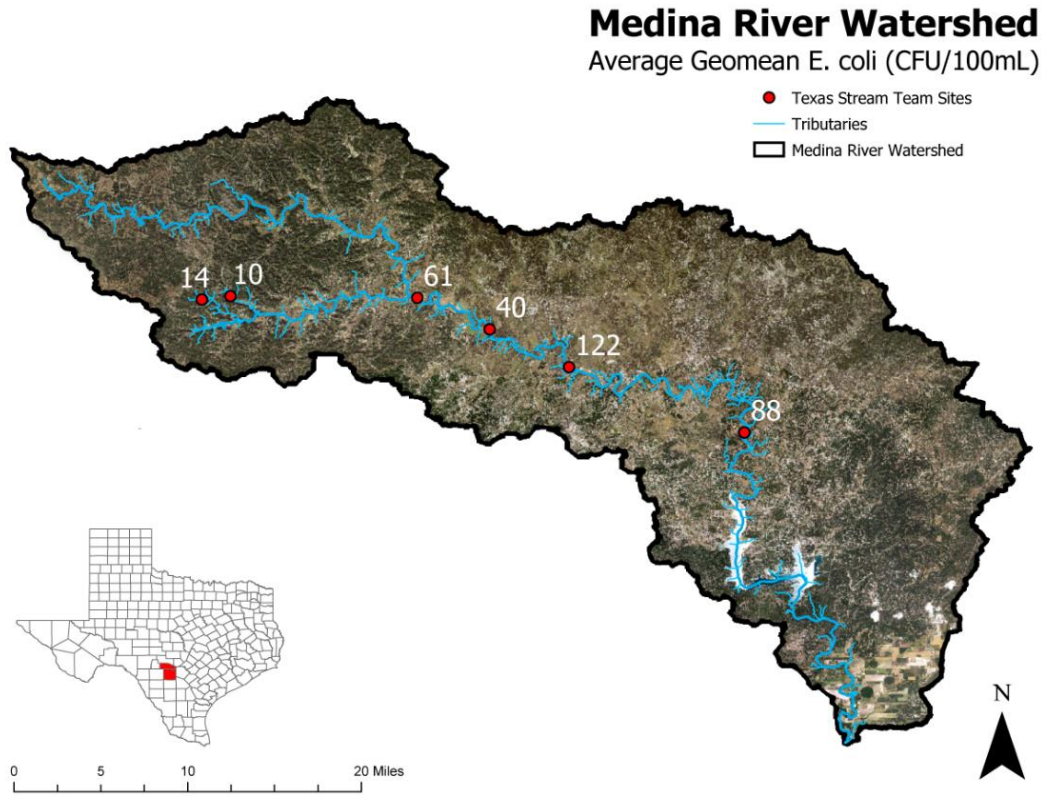 Medina River Watershed
Average Geomean E. coli (CFU/100mL)
Texas Stream Team Sites
Tributaries
Medina River Watershed
14
10
61
40
122
88
N
0 5 10 20 Miles